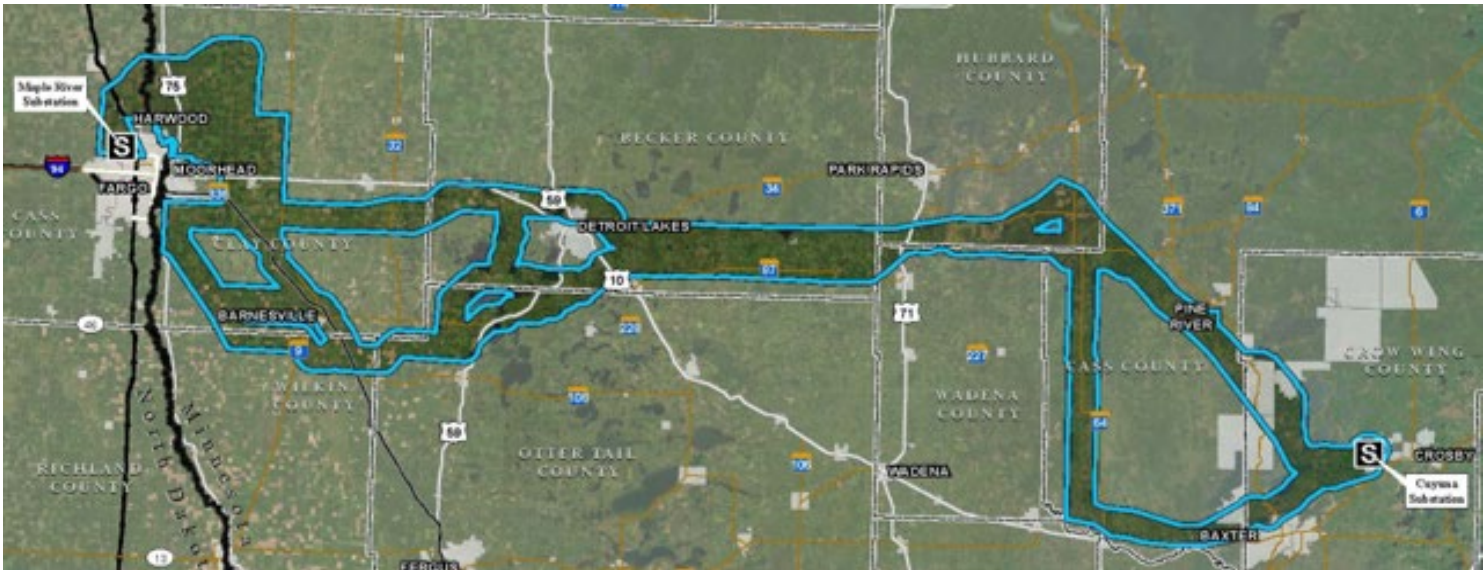 Maple River
Substation
S
HARWOOD
75
94
FARGO
MOORHEAD
336
32
CASS
COUNTY
CLAY COUNTY
BARNESVILLE
46
9
WILKIN
COUNTY
RICHLAND
COUNTY
North Dakota
Minnesota
13
FERGUS
59
BECKER COUNTY
59
DETROIT LAKES
10
34
87
228
108
OTTER TAIL
COUNTY
106
HUBBARD
COUNTY
PARK RAPIDS
71
227
WADENA
COUNTY
WADENA
64
CASS COUNTY
371
84
6
PINE
RIVER
CROW WING
COUNTY
BAXTER
S
CROSBY
Cuyuna
Substation